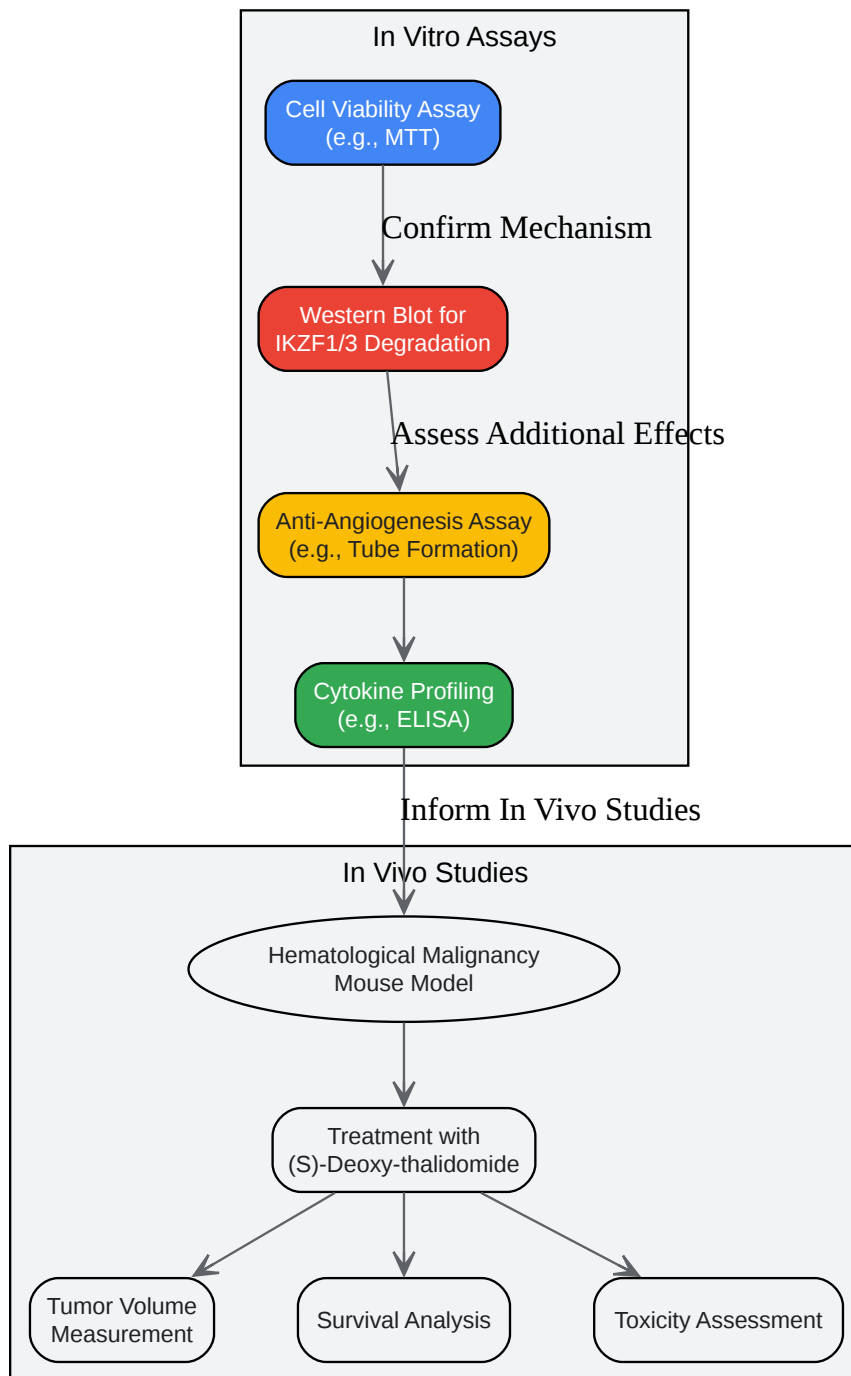 In Vitro Assays
Cell Viability Assay
(e.g., MTT)
Confirm Mechanism
Western Blot for
IKZF1/3 Degradation
Assess Additional Effects
Anti-Angiogenesis Assay
(e.g., Tube Formation)
Cytokine Profiling
(e.g., ELISA)
Inform In Vivo Studies
In Vivo Studies
Hematological Malignancy
Mouse Model
Treatment with
(S)-Deoxy-thalidomide
Tumor Volume
Measurement
Survival Analysis
Toxicity Assessment